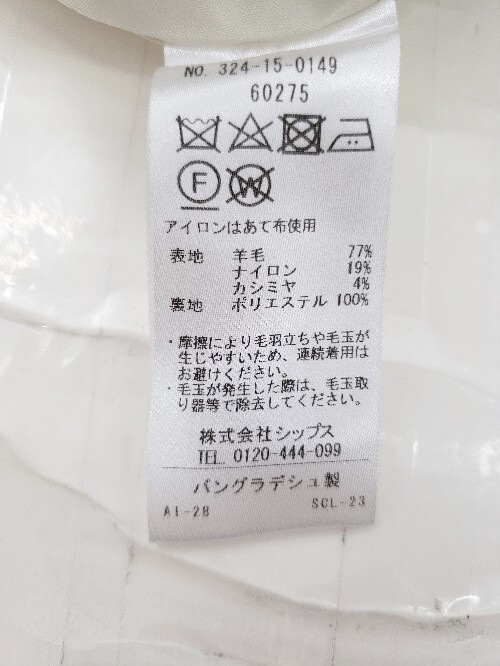 NO. 324-15-0149
60275
F
W
アイロンはあて布使用
表地 羊毛 77%
ナイロン 19%
カシミヤ 4%
裏地 ポリエステル 100%
・摩擦により毛羽立ちや毛玉が
生じやすいため、連続着用は
お避けください。
・毛玉が発生した際は、毛玉取
り器等で除去してください。
株式会社シップス
TEL. 0120-444-099
バングラデシュ製
AI-28 SCL-23